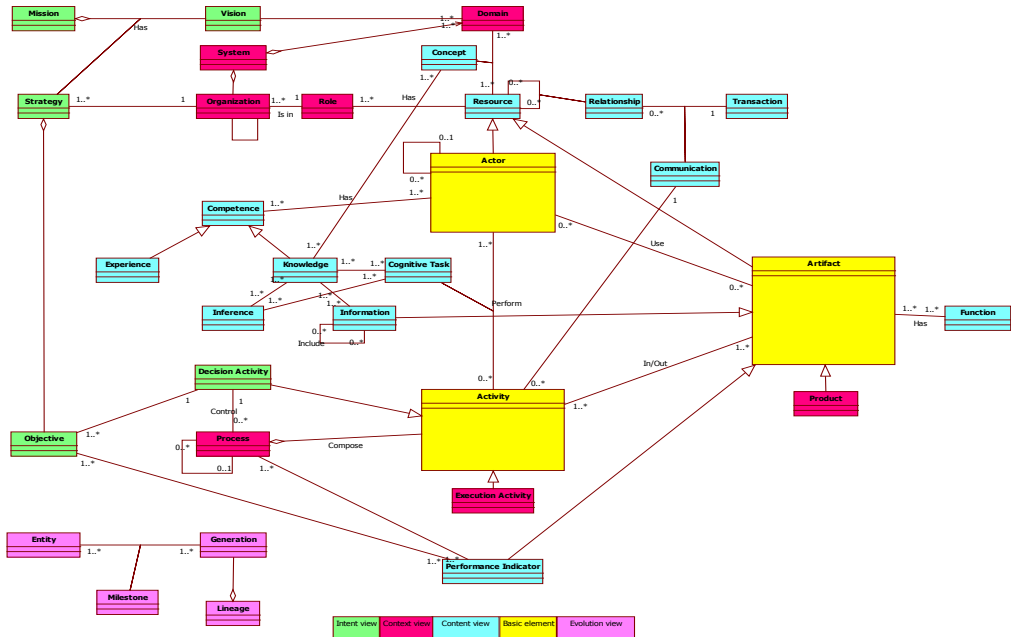 Mission
Vision
Domain
1..*
1..*
Has
1..*
System
Concept
1..*
1..*
0..*
Strategy
1..*
1
Organization
1..*
1
Role
1..*
Has
Resource
0..*
Relationship
0..*
1
Transaction
Is in
0..1
Actor
Communication
0..*
1..*
1
Has
Competence
1..*
0..*
Use
1..*
1..*
Experience
Knowledge
1..*
1..*
Cognitive Task
Artifact
1..*
1..*
1..*
1..*
1..*
0..*
Inference
Information
Perform
1..*
1..*
Function
Has
0..*
0..*
Include
1..*
In/Out
Decision Activity
0..*
0..*
1
1
Activity
1..*
Product
Control
0..*
1..*
Objective
Process
0..*
Compose
1..*
0..1
1..*
Execution Activity
Entity
1..*
1..*
Generation
1..*
1..*
Performance Indicator
Milestone
Lineage
Intent view
Context view
Content view
Basic element
Evolution view